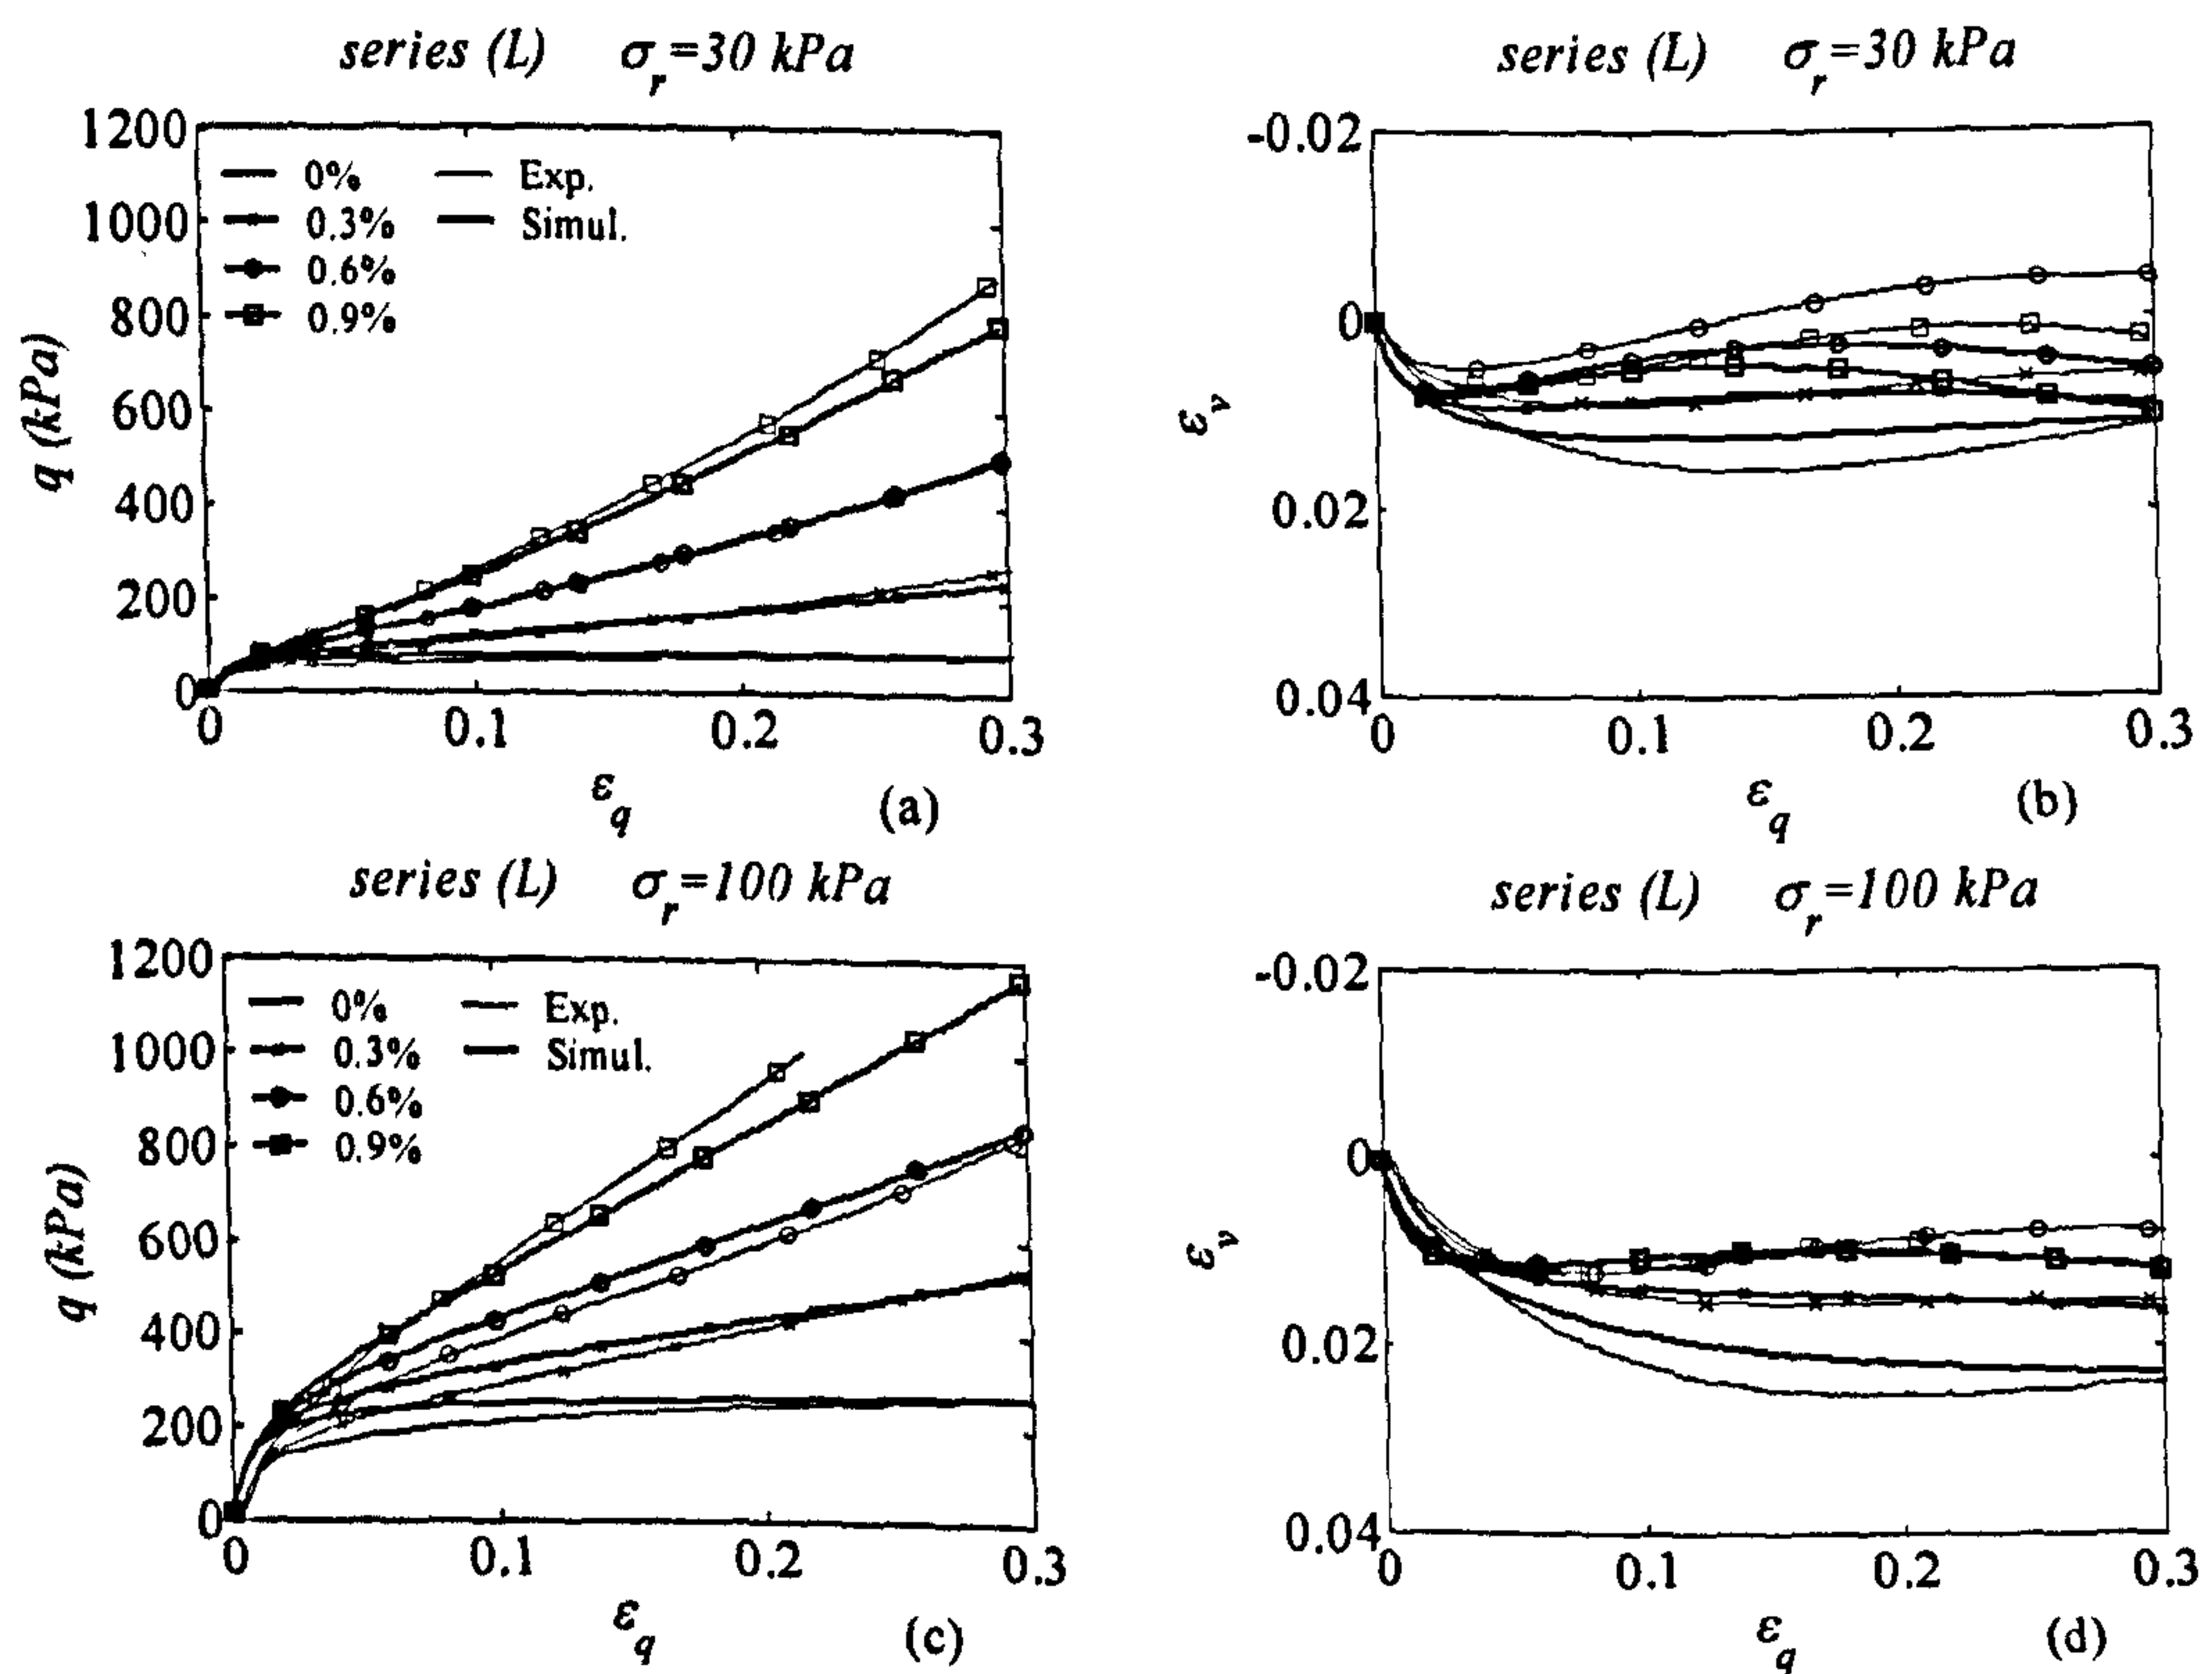 series (L) σr=30 kPa
1200
1000
800
600
400
200
0
q (kPa)
0% Exp.
0.3% Simul.
0.6%
0.9%
0 0.1 0.2 0.3
εq (a)
series (L) σr=30 kPa
-0.02
0
0.02
0.04
εv
0 0.1 0.2 0.3
εq (b)
series (L) σr=100 kPa
1200
1000
800
600
400
200
0
q (kPa)
0% Exp.
0.3% Simul.
0.6%
0.9%
0 0.1 0.2 0.3
εq (c)
series (L) σr=100 kPa
-0.02
0
0.02
0.04
εv
0 0.1 0.2 0.3
εq (d)